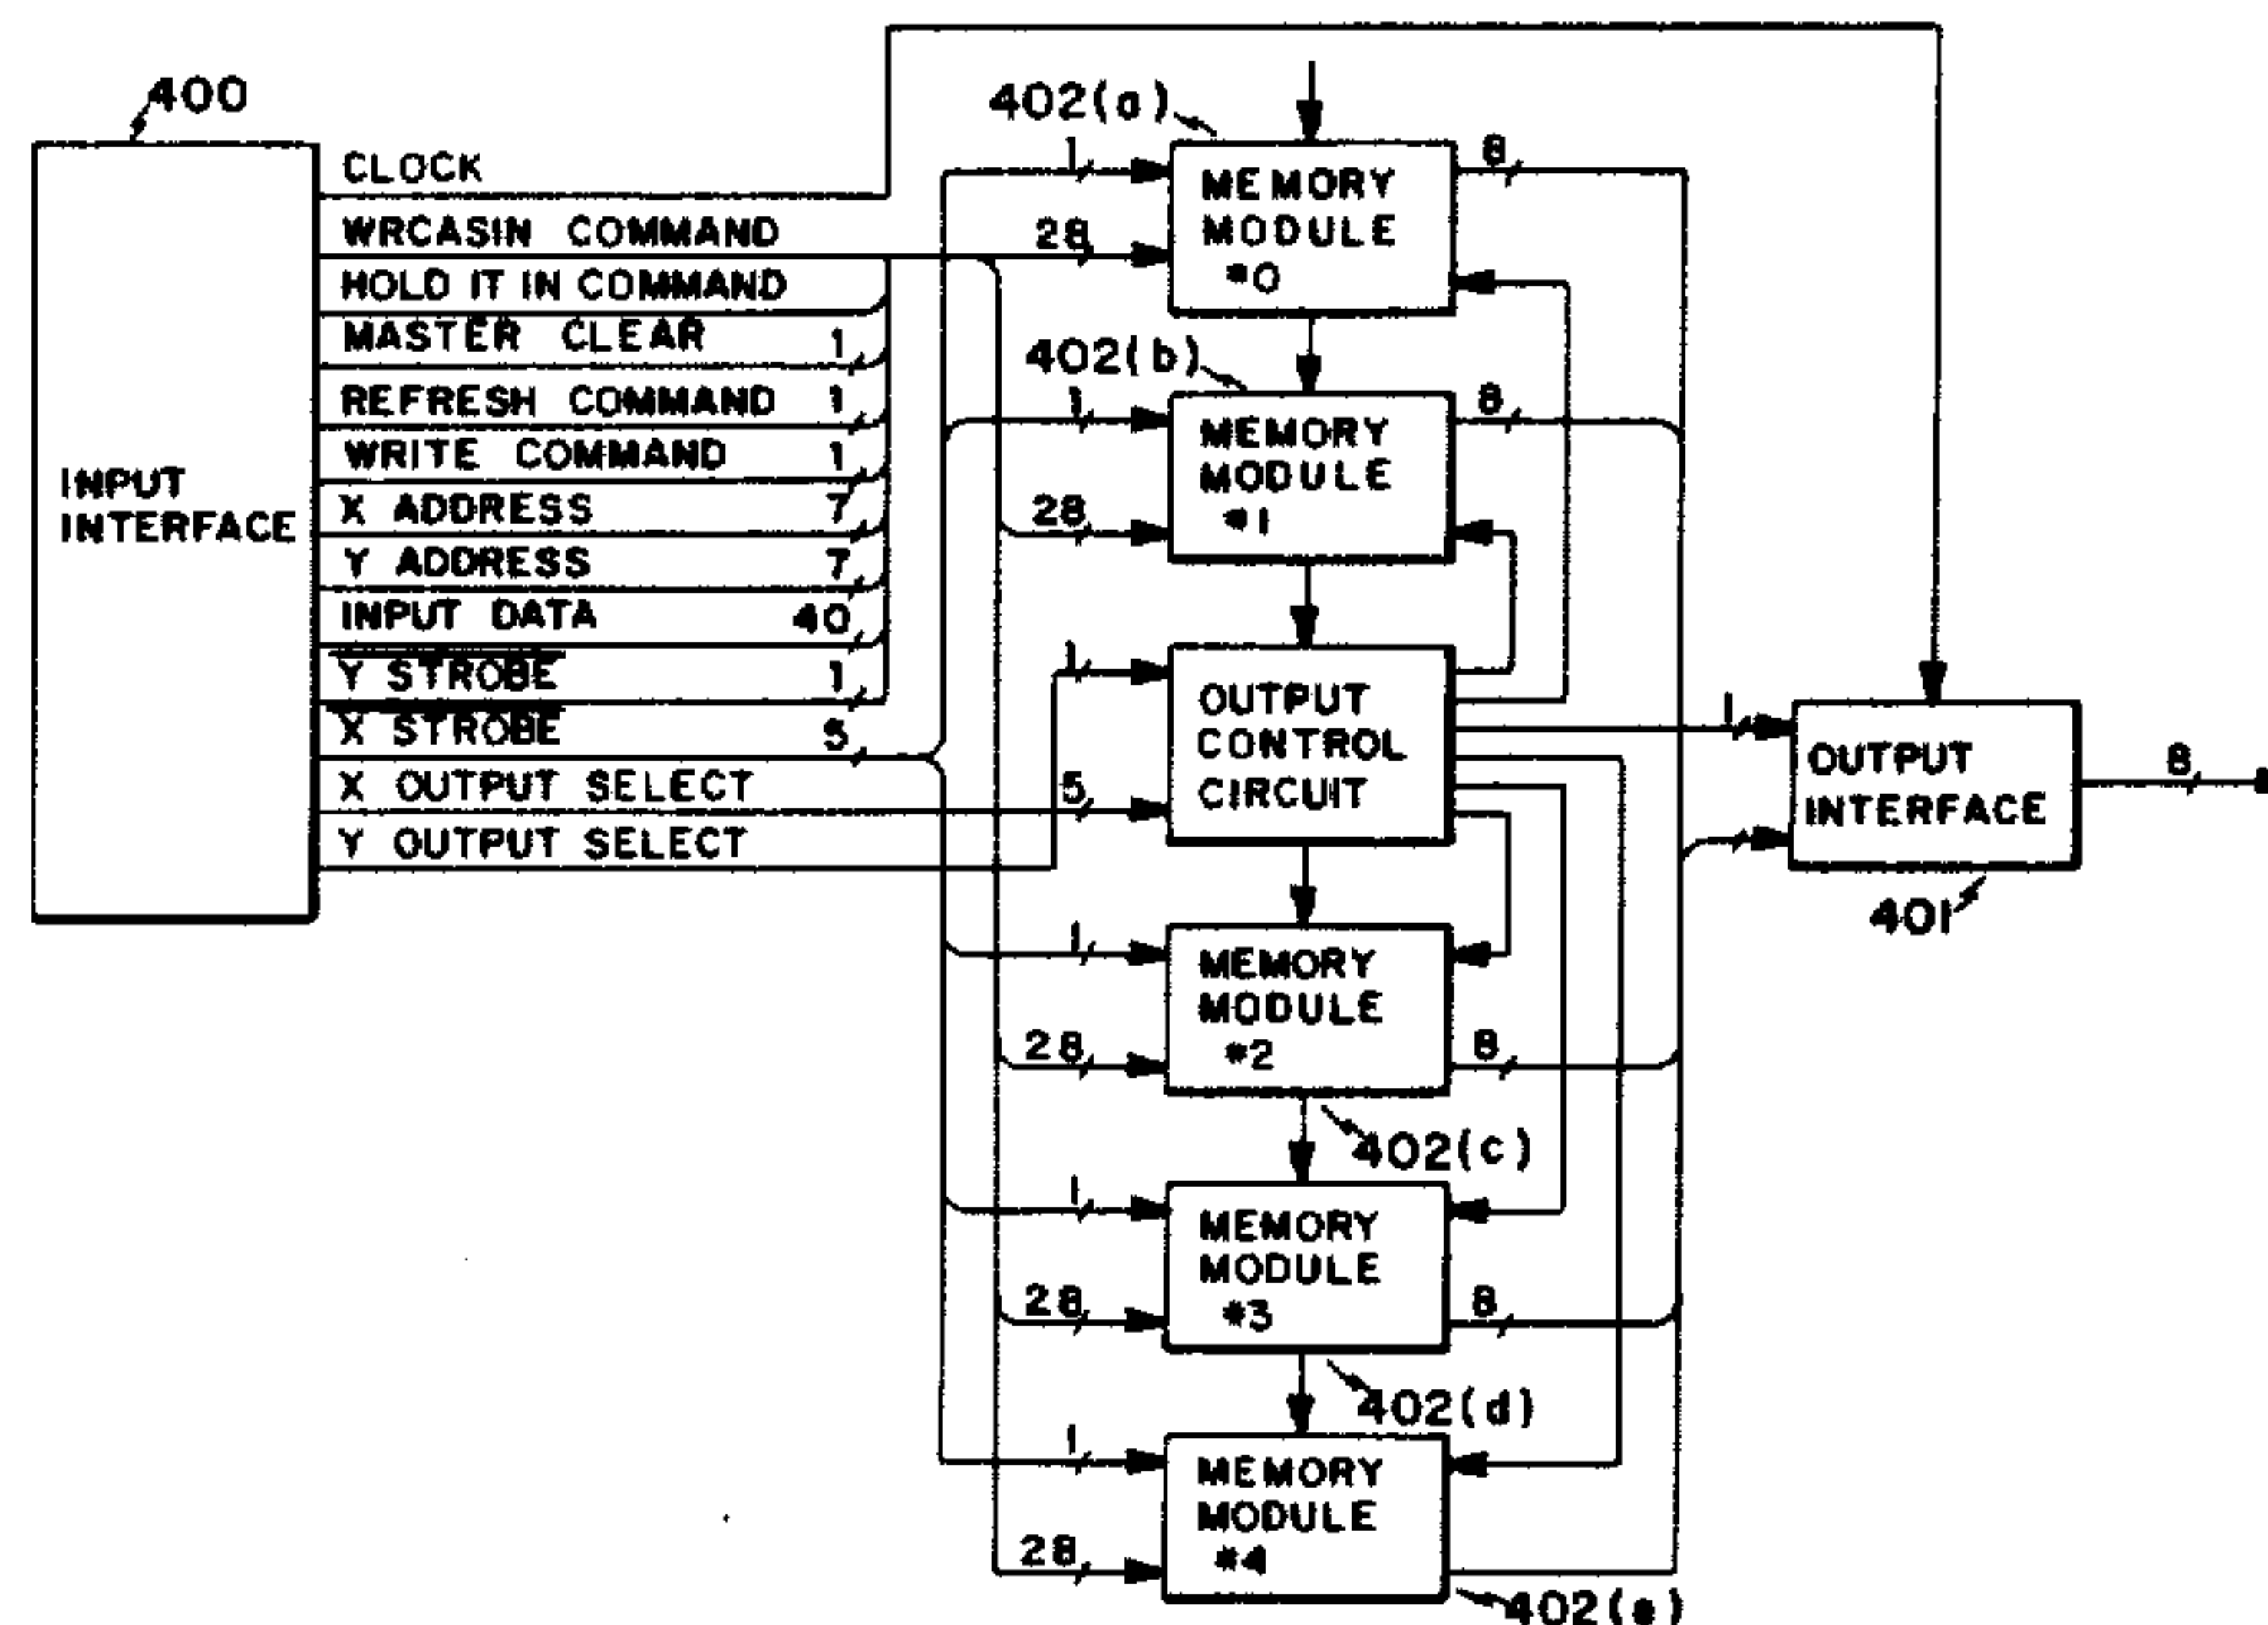 400
INPUT
INTERFACE
CLOCK
WRCASIN COMMAND
HOLD IT IN COMMAND
MASTER CLEAR 1
REFRESH COMMAND 1
WRITE COMMAND 1
X ADDRESS 7
Y ADDRESS 7
INPUT DATA 40
Y STROBE 1
X STROBE 5
X OUTPUT SELECT
Y OUTPUT SELECT
402(a)
1
28
MEMORY
MODULE
#0
8
402(b)
1
28
MEMORY
MODULE
#1
8
1
5
OUTPUT
CONTROL
CIRCUIT
1
28
MEMORY
MODULE
#2
8
402(c)
1
28
MEMORY
MODULE
#3
8
402(d)
1
28
MEMORY
MODULE
#4
402(e)
1
OUTPUT
INTERFACE
8
401